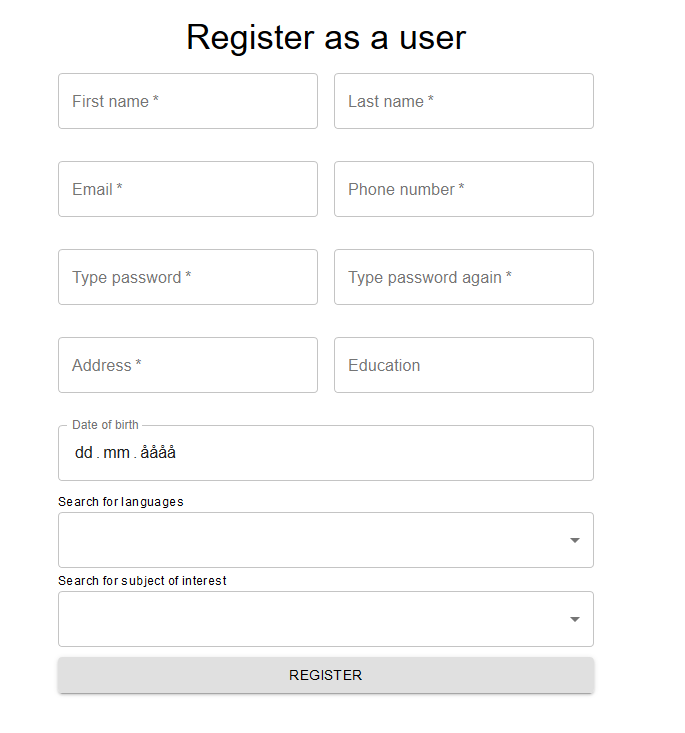 Register as a user
First name *
Last name *
Email *
Phone number *
Type password *
Type password again *
Address *
Education
Date of birth
dd.mm.åååå
Search for languages
Search for subject of interest
REGISTER